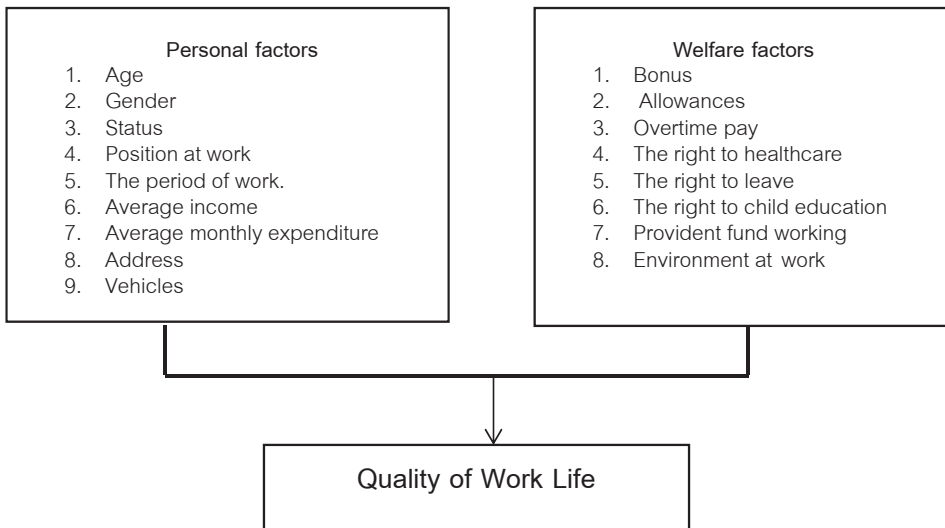 Personal factors
1. Age
2. Gender
3. Status
4. Position at work
5. The period of work.
6. Average income
7. Average monthly expenditure
8. Address
9. Vehicles
Welfare factors
1. Bonus
2. Allowances
3. Overtime pay
4. The right to healthcare
5. The right to leave
6. The right to child education
7. Provident fund working
8. Environment at work
Quality of Work Life